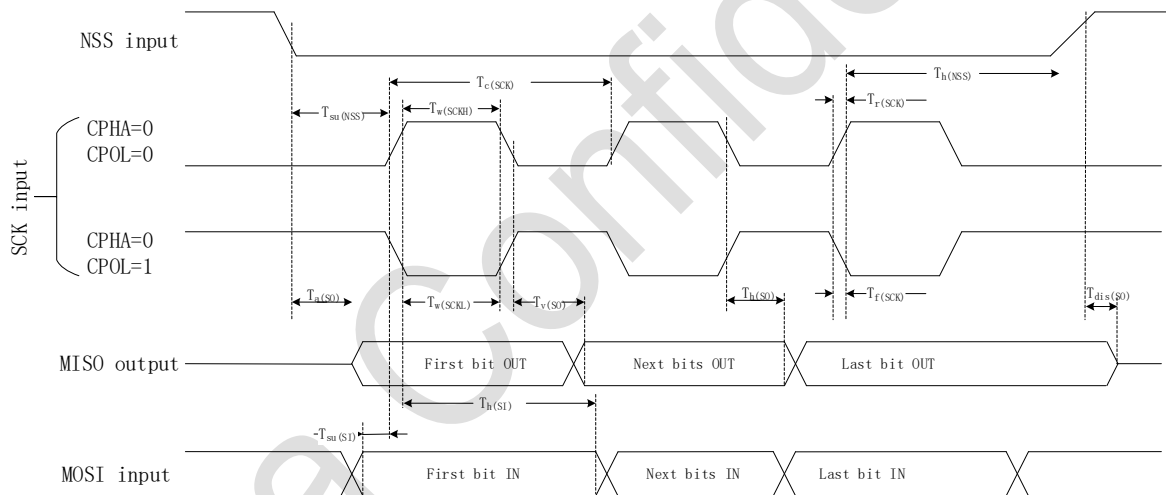 NSS input
Tc(SCK)
Th(NSS)
Tsu(NSS)
Tw(SCKH)
Tr(SCK)
SCK input
CPHA=0
CPOL=0
CPHA=0
CPOL=1
Ta(SO)
Tw(SCKL)
Tv(SO)
Th(SO)
Tf(SCK)
Tdis(SO)
MISO output
First bit OUT
Next bits OUT
Last bit OUT
Th(SI)
-Tsu(SI)
MOSI input
First bit IN
Next bits IN
Last bit IN